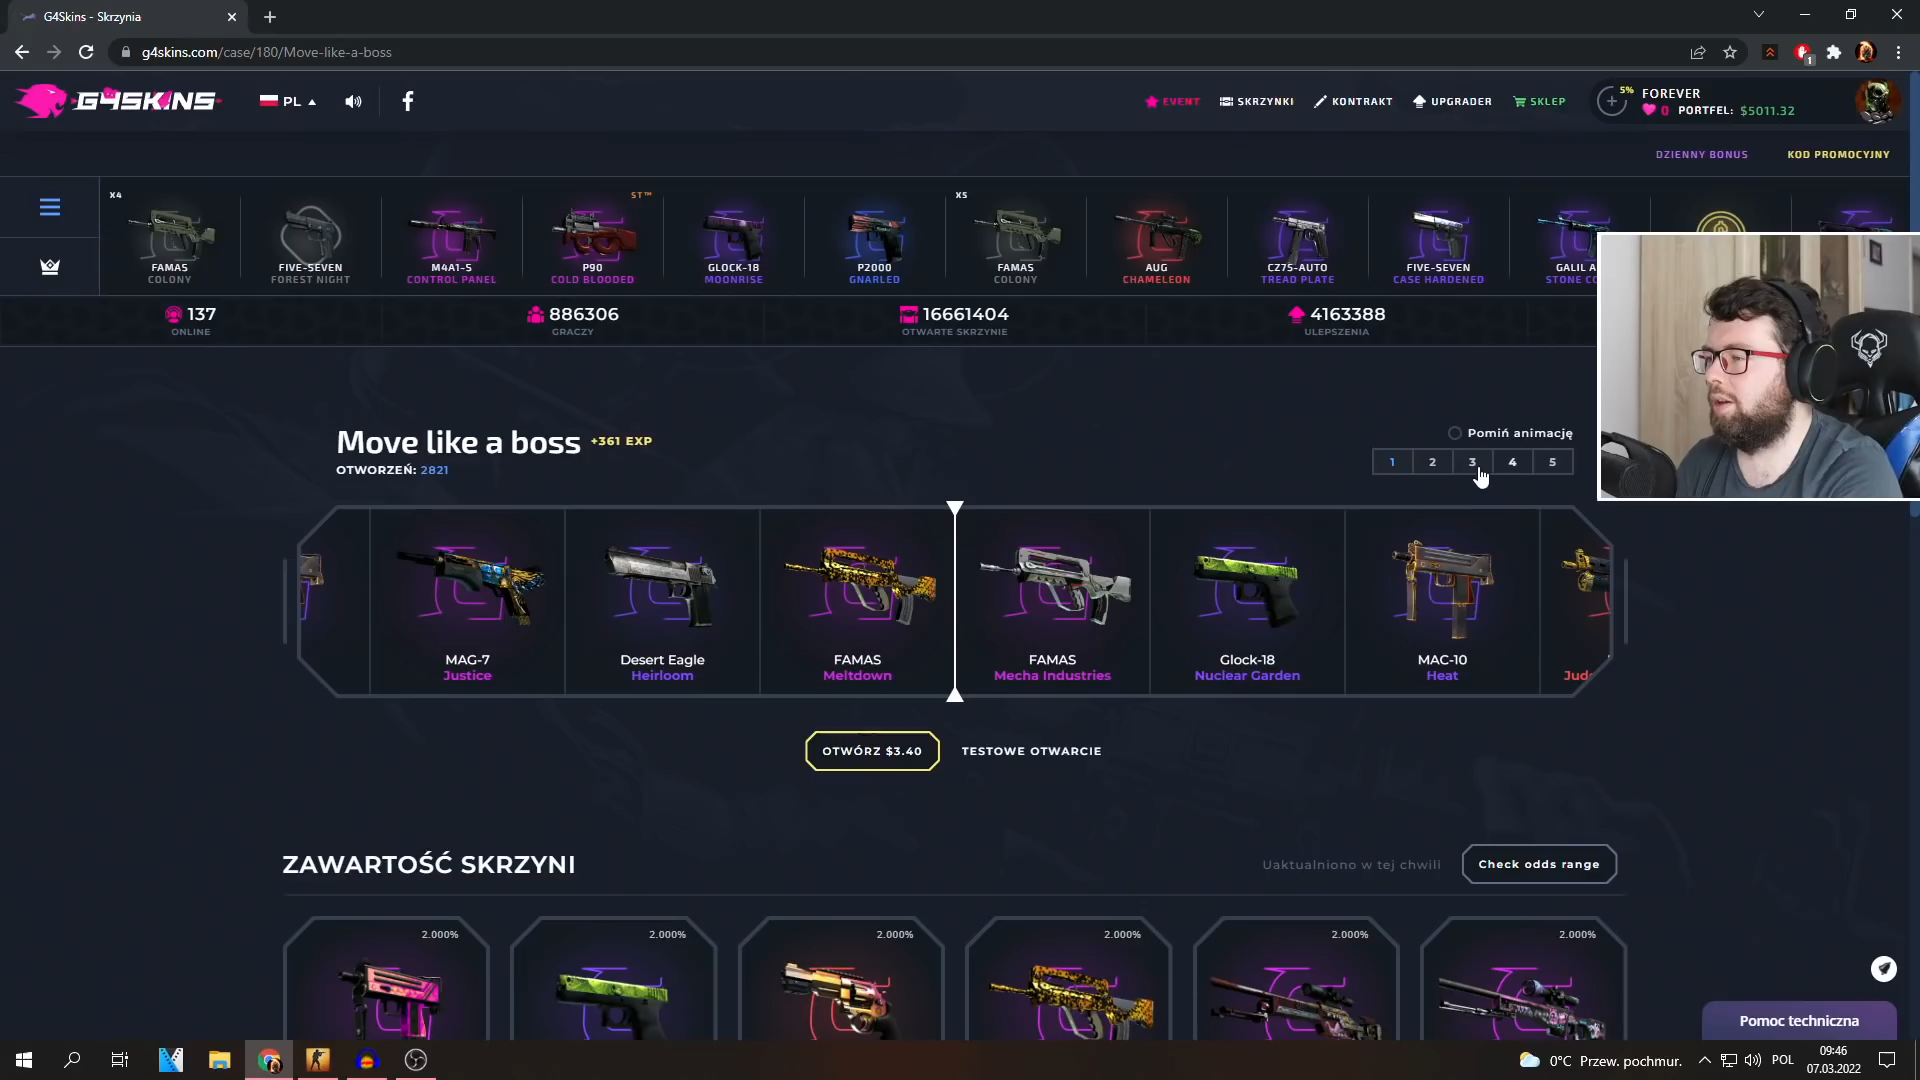 G4Skins - Skrzynia
g4skins.com/case/180/Move-like-a-boss
1
G4SKINS
PL
EVENT
SKRZYNKI
KONTRAKT
UPGRADER
SKLEP
5%
FOREVER
0 PORTFEL: $5011.32
DZIENNY BONUS
KOD PROMOCYJNY
X4
FAMAS
COLONY
FIVE-SEVEN
FOREST NIGHT
M4A1-S
CONTROL PANEL
ST™
P90
COLD BLOODED
GLOCK-18
MOONRISE
P2000
GNARLED
X5
FAMAS
COLONY
AUG
CHAMELEON
CZ75-AUTO
TREAD PLATE
FIVE-SEVEN
CASE HARDENED
GALIL A
STONE CO
137
ONLINE
886306
GRACZY
16661404
OTWARTE SKRZYNIE
4163388
ULEPSZENIA
Move like a boss +361 EXP
OTWORZEŃ: 2821
Pomiń animację
1 2 3 4 5
MAG-7
Justice
Desert Eagle
Heirloom
FAMAS
Meltdown
FAMAS
Mecha Industries
Glock-18
Nuclear Garden
MAC-10
Heat
OTWÓRZ $3.40
TESTOWE OTWARCIE
ZAWARTOŚĆ SKRZYNI
Uaktualniono w tej chwili
Check odds range
2.000%
2.000%
2.000%
2.000%
2.000%
2.000%
Pomoc techniczna
0°C Przew. pochmur.
POL
09:46
07.03.2022